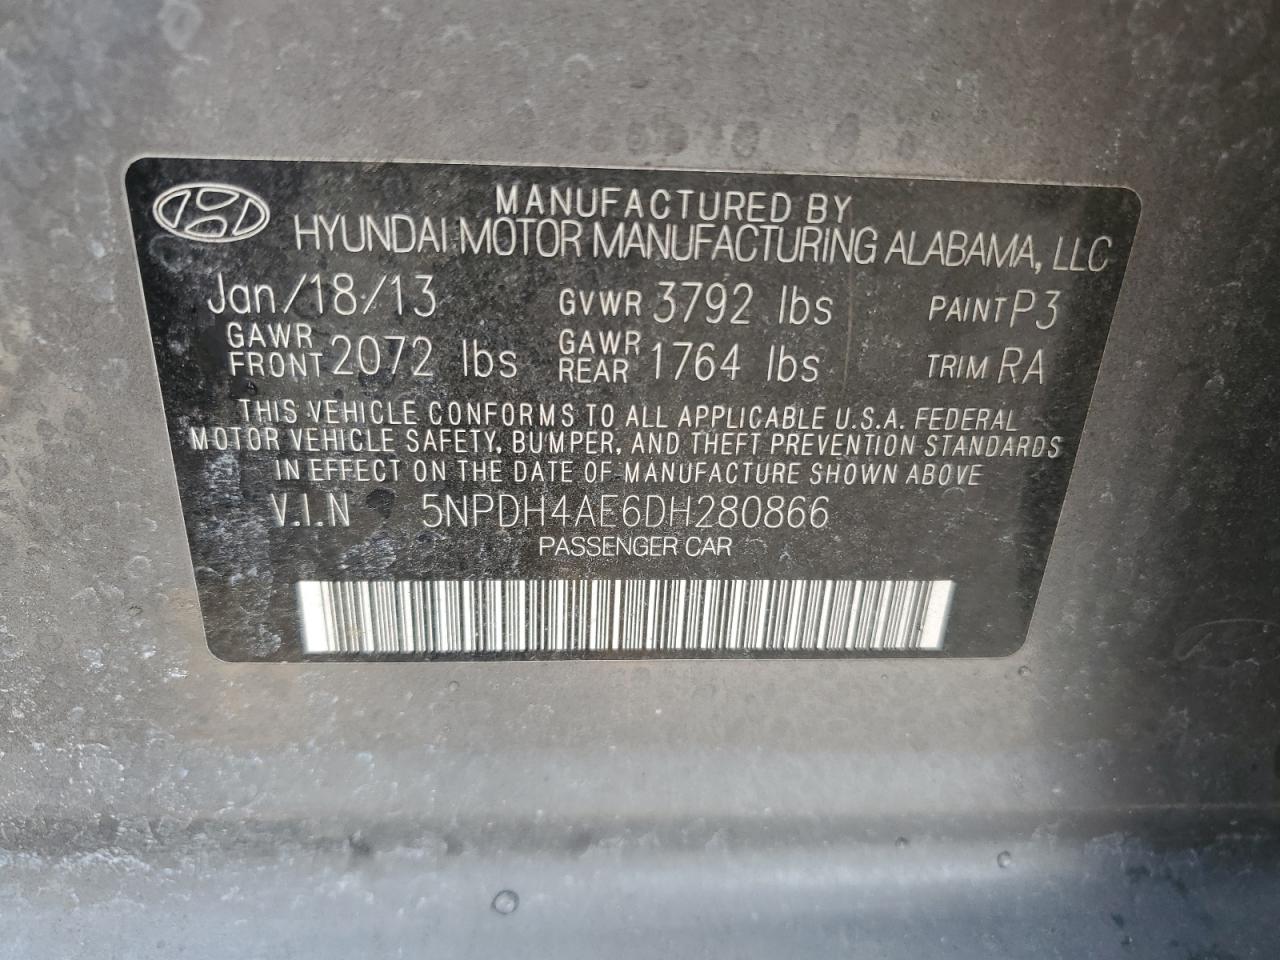 MANUFACTURED BY
HYUNDAI MOTOR MANUFACTURING ALABAMA, LLC
Jan/18/13 GVWR 3792 lbs PAINT P3
GAWR FRONT 2072 lbs GAWR REAR 1764 lbs TRIM RA
THIS VEHICLE CONFORMS TO ALL APPLICABLE U.S.A. FEDERAL
MOTOR VEHICLE SAFETY, BUMPER, AND THEFT PREVENTION STANDARDS
IN EFFECT ON THE DATE OF MANUFACTURE SHOWN ABOVE
V.I.N 5NPDH4AE6DH280866
PASSENGER CAR